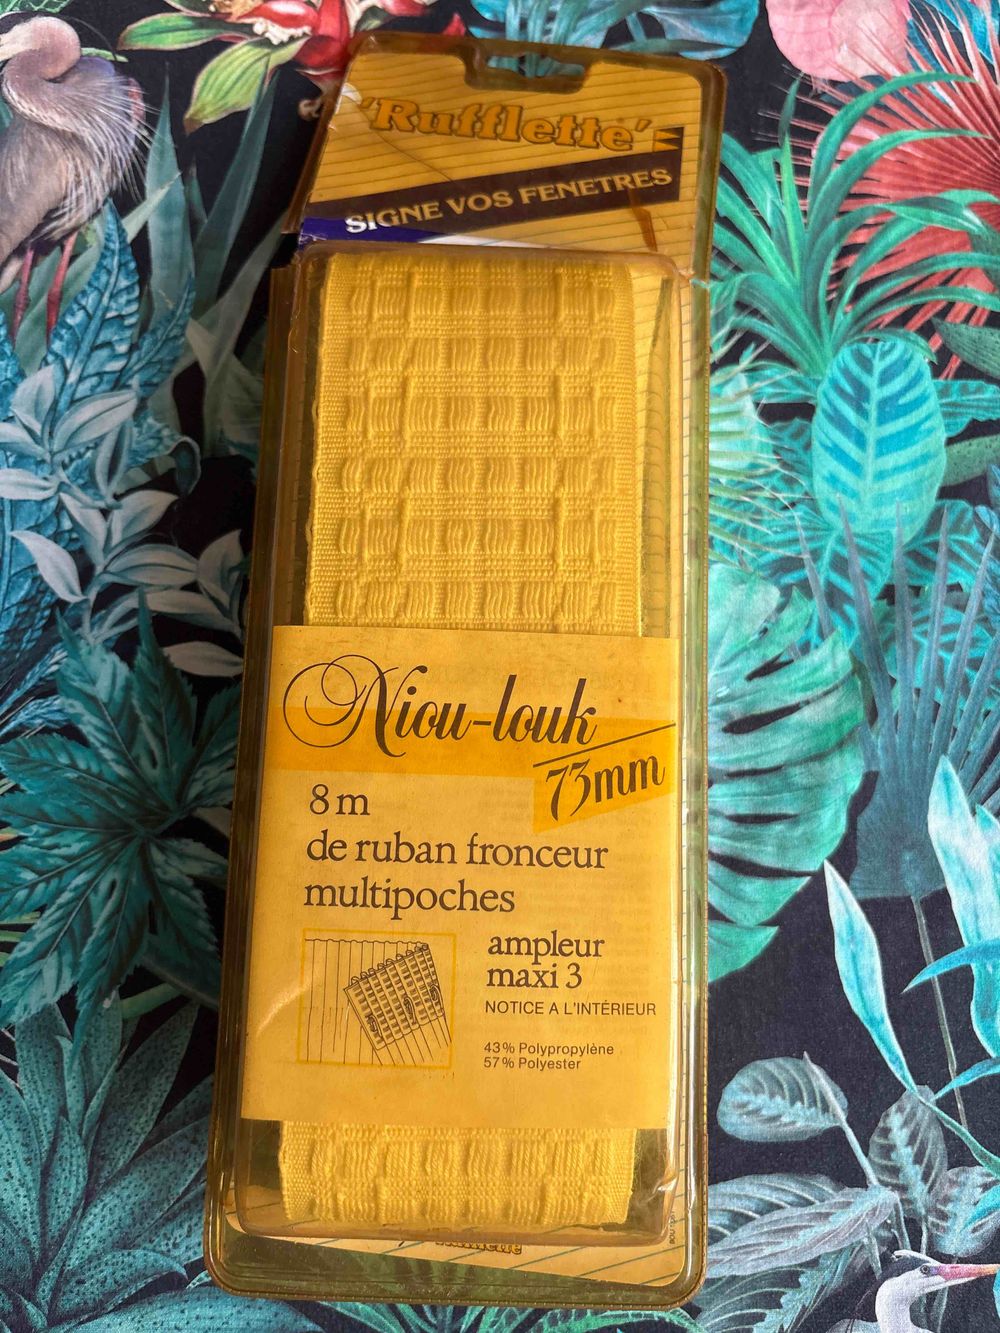 'Rufflette'
SIGNE VOS FENETRES
Niou-louk
73mm
8 m
de ruban fronceur
multipoches
ampleur
maxi 3
NOTICE A L'INTÉRIEUR
43% Polypropylène
57% Polyester